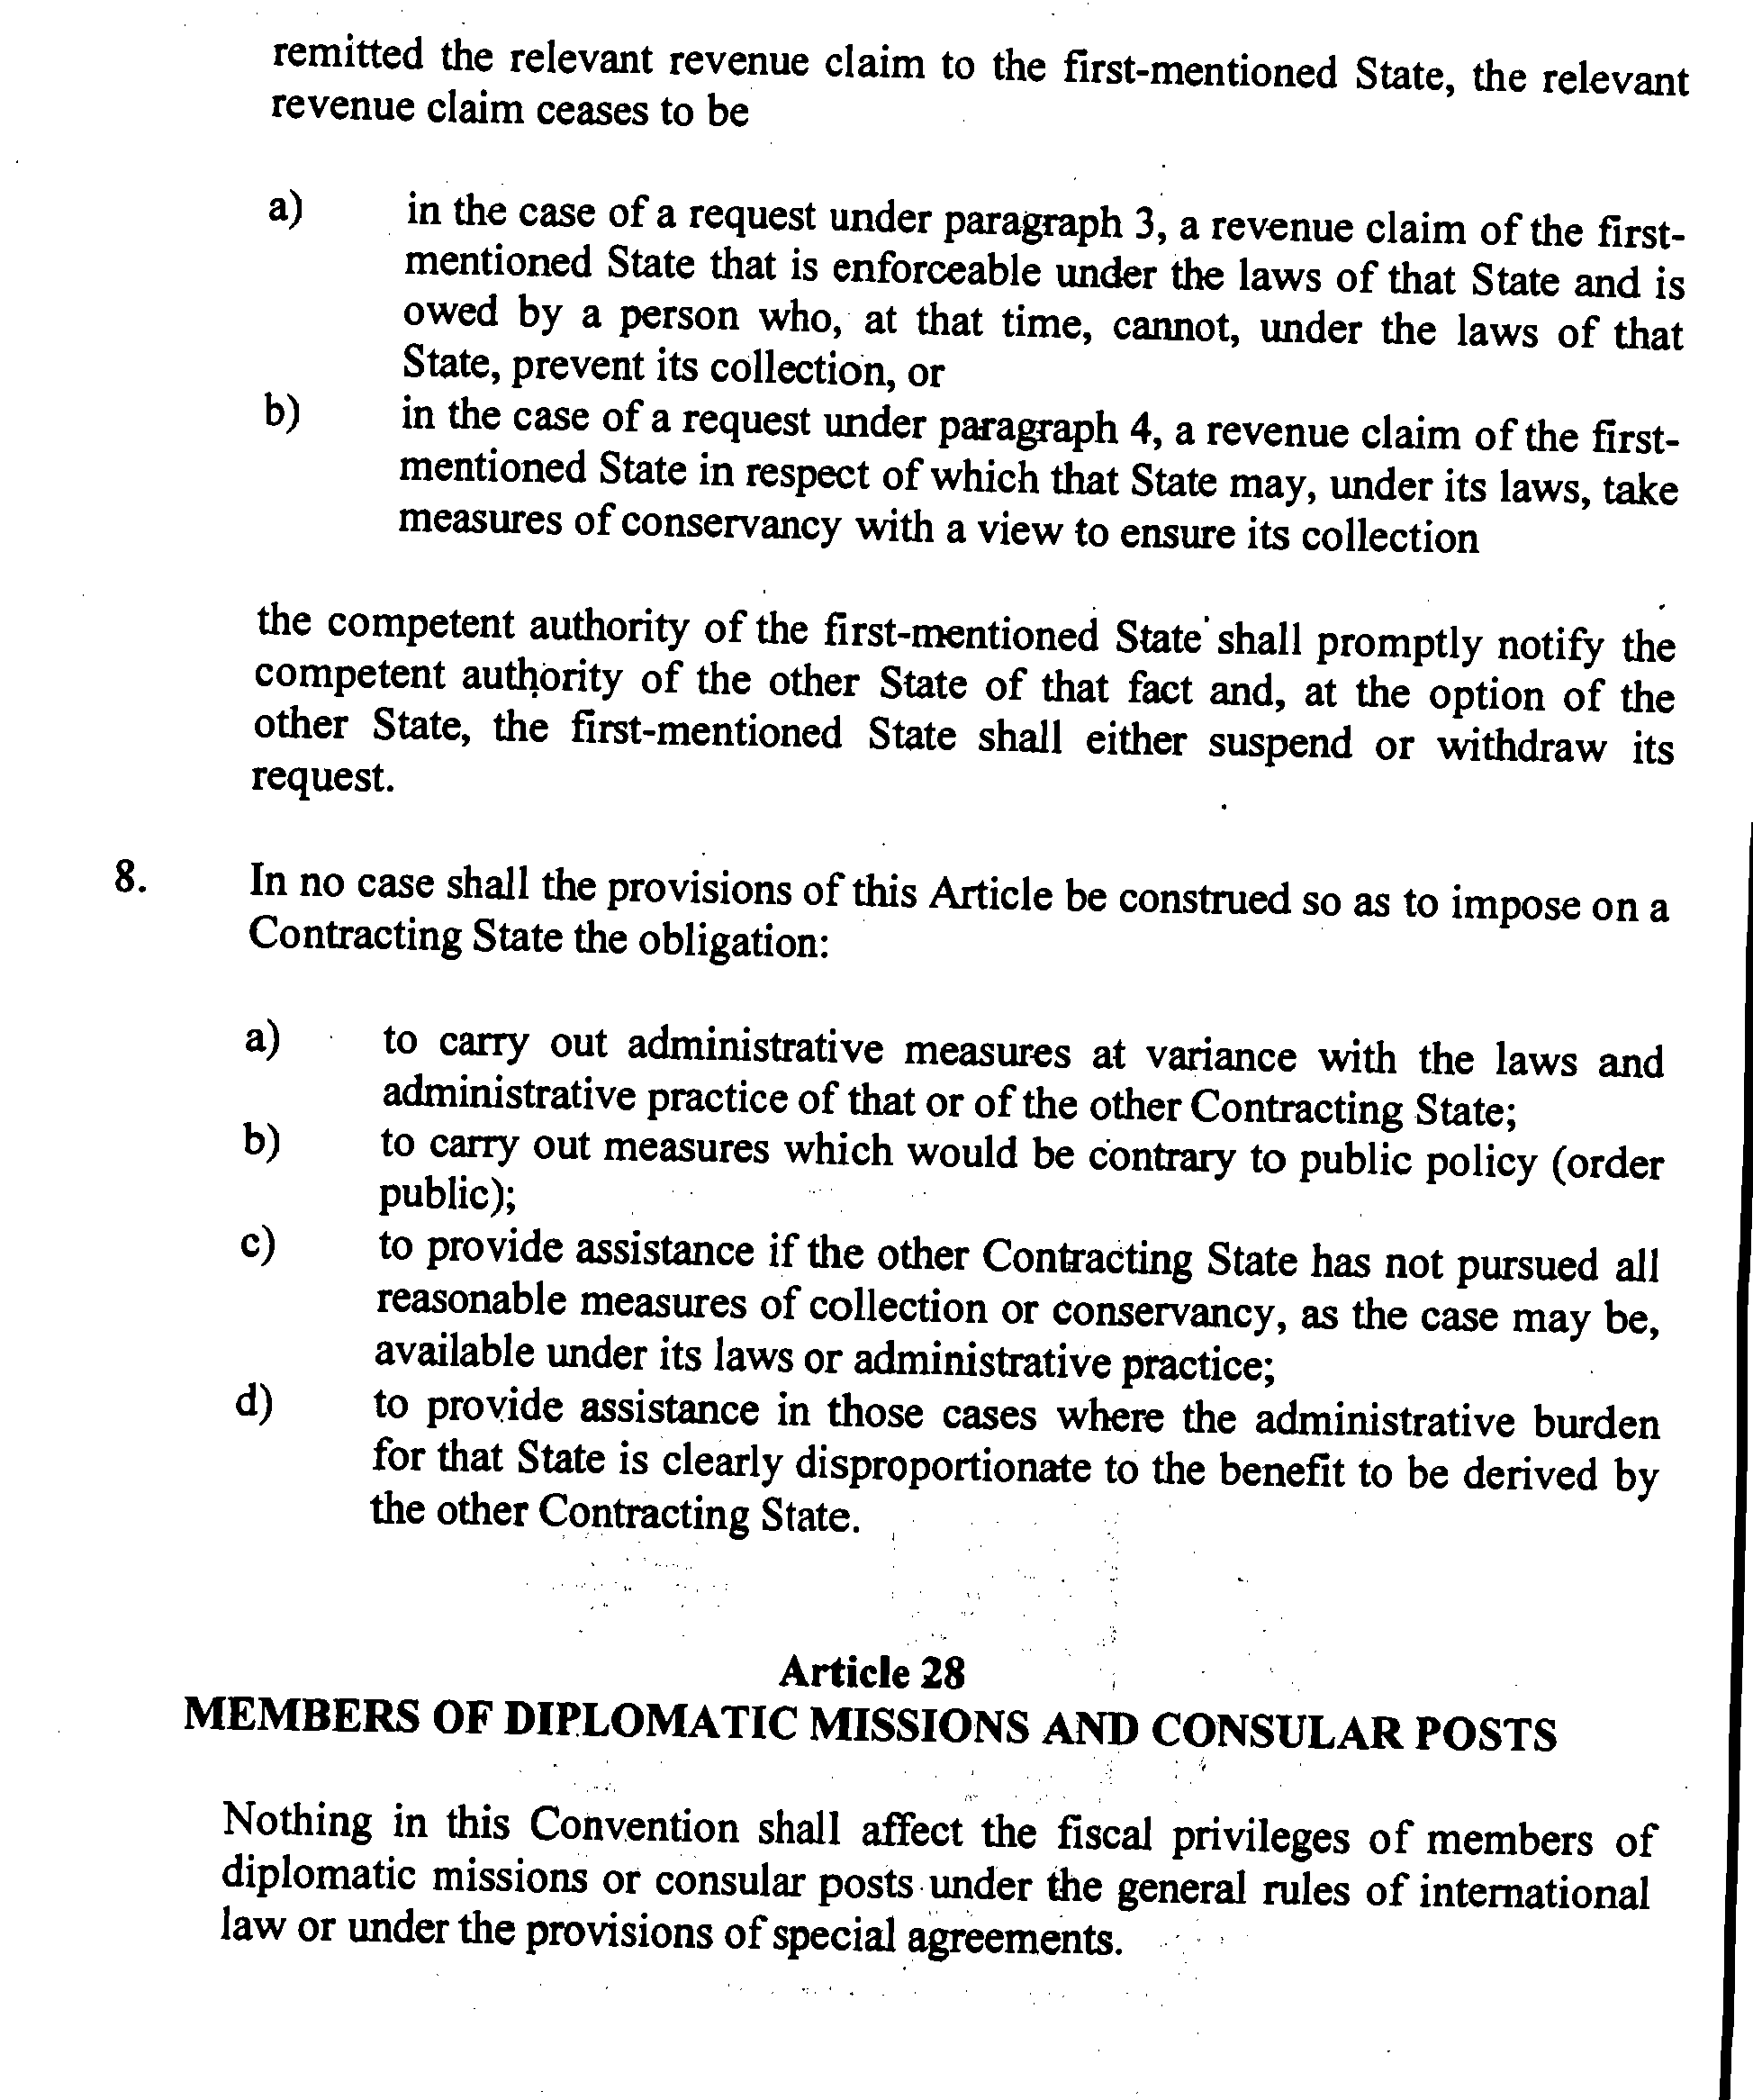 remitted the relevant revenue claim to the first-mentioned State, the relevant
revenue claim ceases to be
a) in the case of a request under paragraph 3, a revenue claim of the first-
mentioned State that is enforceable under the laws of that State and is
owed by a person who, at that time, cannot, under the laws of that
State, prevent its collection, or
b) in the case of a request under paragraph 4, a revenue claim of the first-
mentioned State in respect of which that State may, under its laws, take
measures of conservancy with a view to ensure its collection
the competent authority of the first-mentioned State shall promptly notify the
competent authority of the other State of that fact and, at the option of the
other State, the first-mentioned State shall either suspend or withdraw its
request.
8. In no case shall the provisions of this Article be construed so as to impose on a
Contracting State the obligation:
a) to carry out administrative measures at variance with the laws and
administrative practice of that or of the other Contracting State;
b) to carry out measures which would be contrary to public policy (order
public);
c) to provide assistance if the other Contracting State has not pursued all
reasonable measures of collection or conservancy, as the case may be,
available under its laws or administrative practice;
d) to provide assistance in those cases where the administrative burden
for that State is clearly disproportionate to the benefit to be derived by
the other Contracting State.
Article 28
MEMBERS OF DIPLOMATIC MISSIONS AND CONSULAR POSTS
Nothing in this Convention shall affect the fiscal privileges of members of
diplomatic missions or consular posts under the general rules of international
law or under the provisions of special agreements.